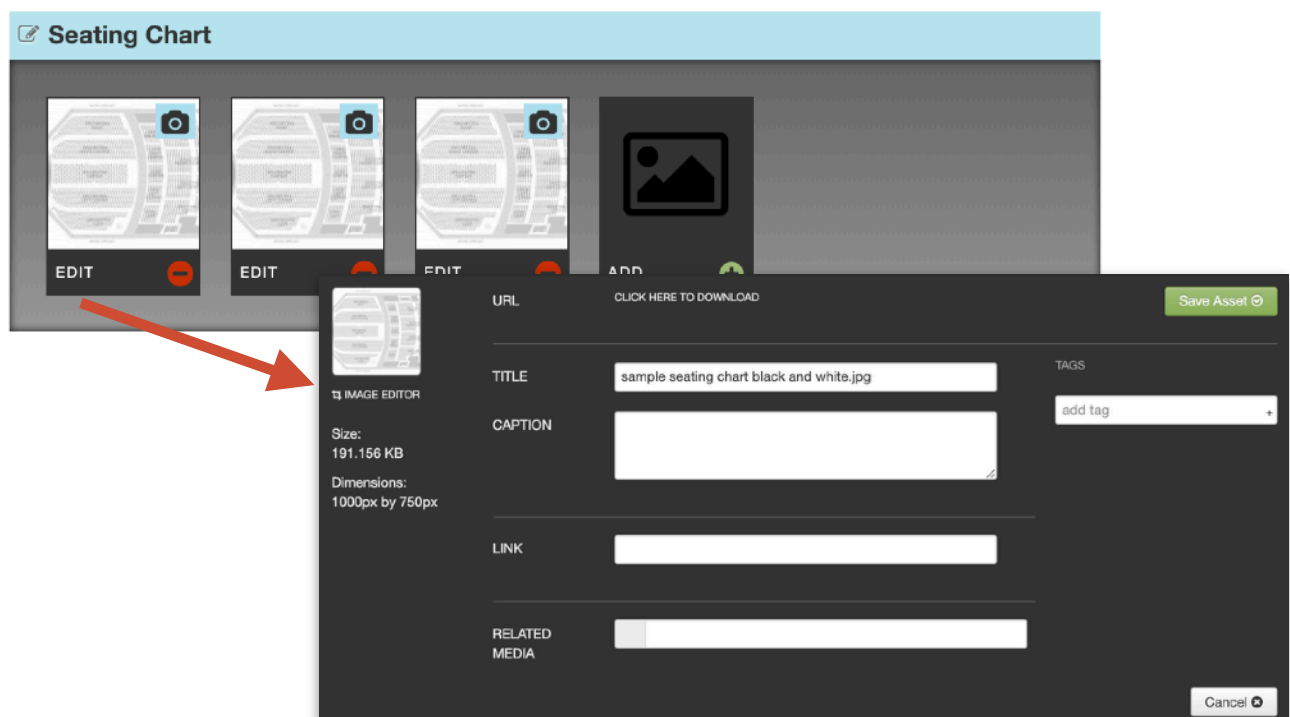 Seating Chart
EDIT
EDIT
EDIT
ADD
URL
CLICK HERE TO DOWNLOAD
Save Asset
IMAGE EDITOR
Size:
191.156 KB
Dimensions:
1000px by 750px
TITLE
sample seating chart black and white.jpg
TAGS
add tag
+
CAPTION
LINK
RELATED
MEDIA
Cancel